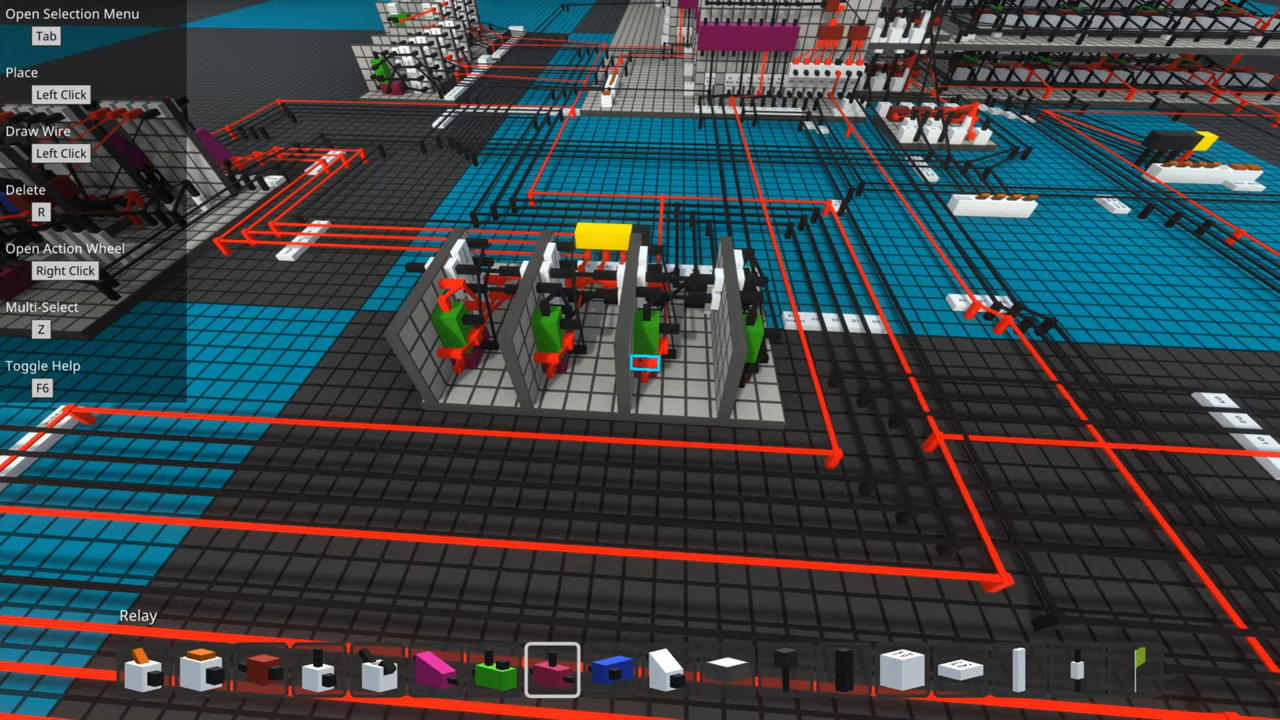 Open Selection Menu
Tab
Place
Left Click
Draw Wire
Left Click
Delete
R
Open Action Wheel
Right Click
Multi-Select
Z
Toggle Help
F6
Relay